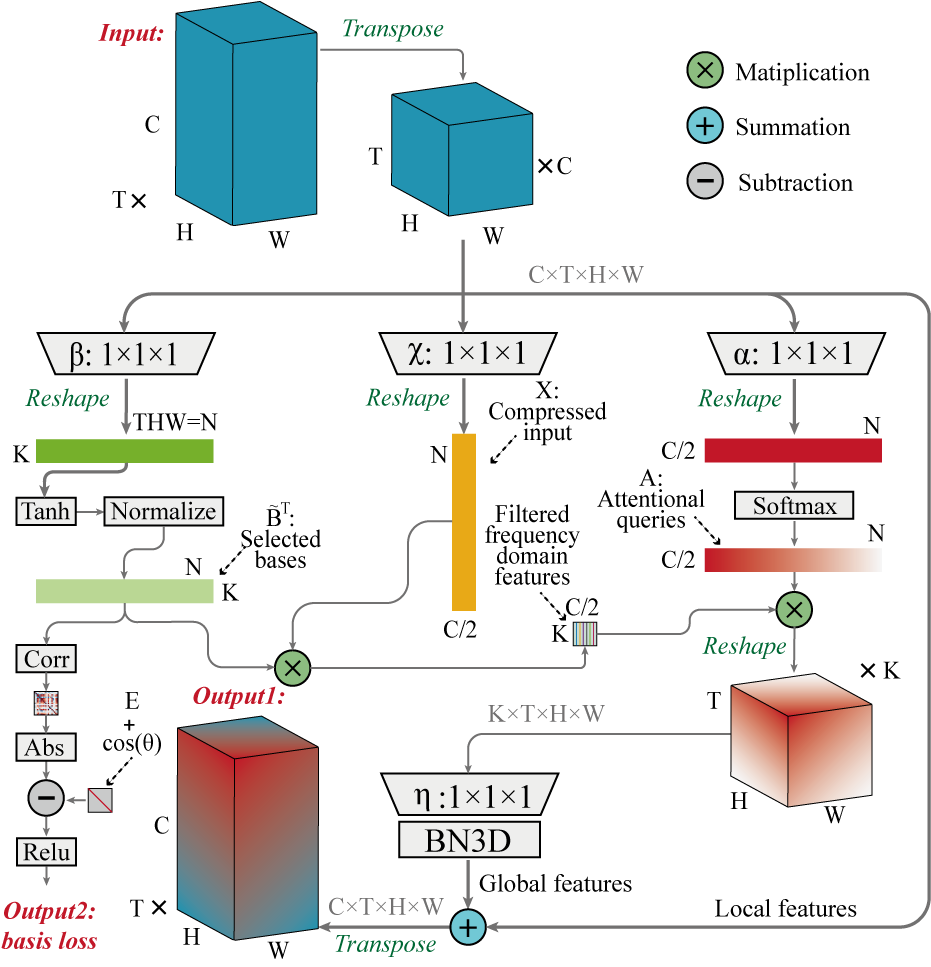 Input:
Transpose
C
T×
H
W
T
×C
H
W
× Matiplication
+ Summation
− Subtraction
C×T×H×W
β: 1×1×1
χ: 1×1×1
α: 1×1×1
Reshape
Reshape
Reshape
THW=N
K
Tanh
Normalize
B̃ᵀ:
Selected
bases
N
K
X:
Compressed
input
N
C/2
Filtered
frequency
domain
features
C/2
K
N
C/2
A:
Attentional
queries
Softmax
N
C/2
×
Reshape
×
Corr
Abs
E
+
cos(θ)
−
Relu
Output2:
basis loss
Output1:
C
T×
H
W
T
×K
H
W
K×T×H×W
η:1×1×1
BN3D
Global features
C×T×H×W
Transpose
+
Local features